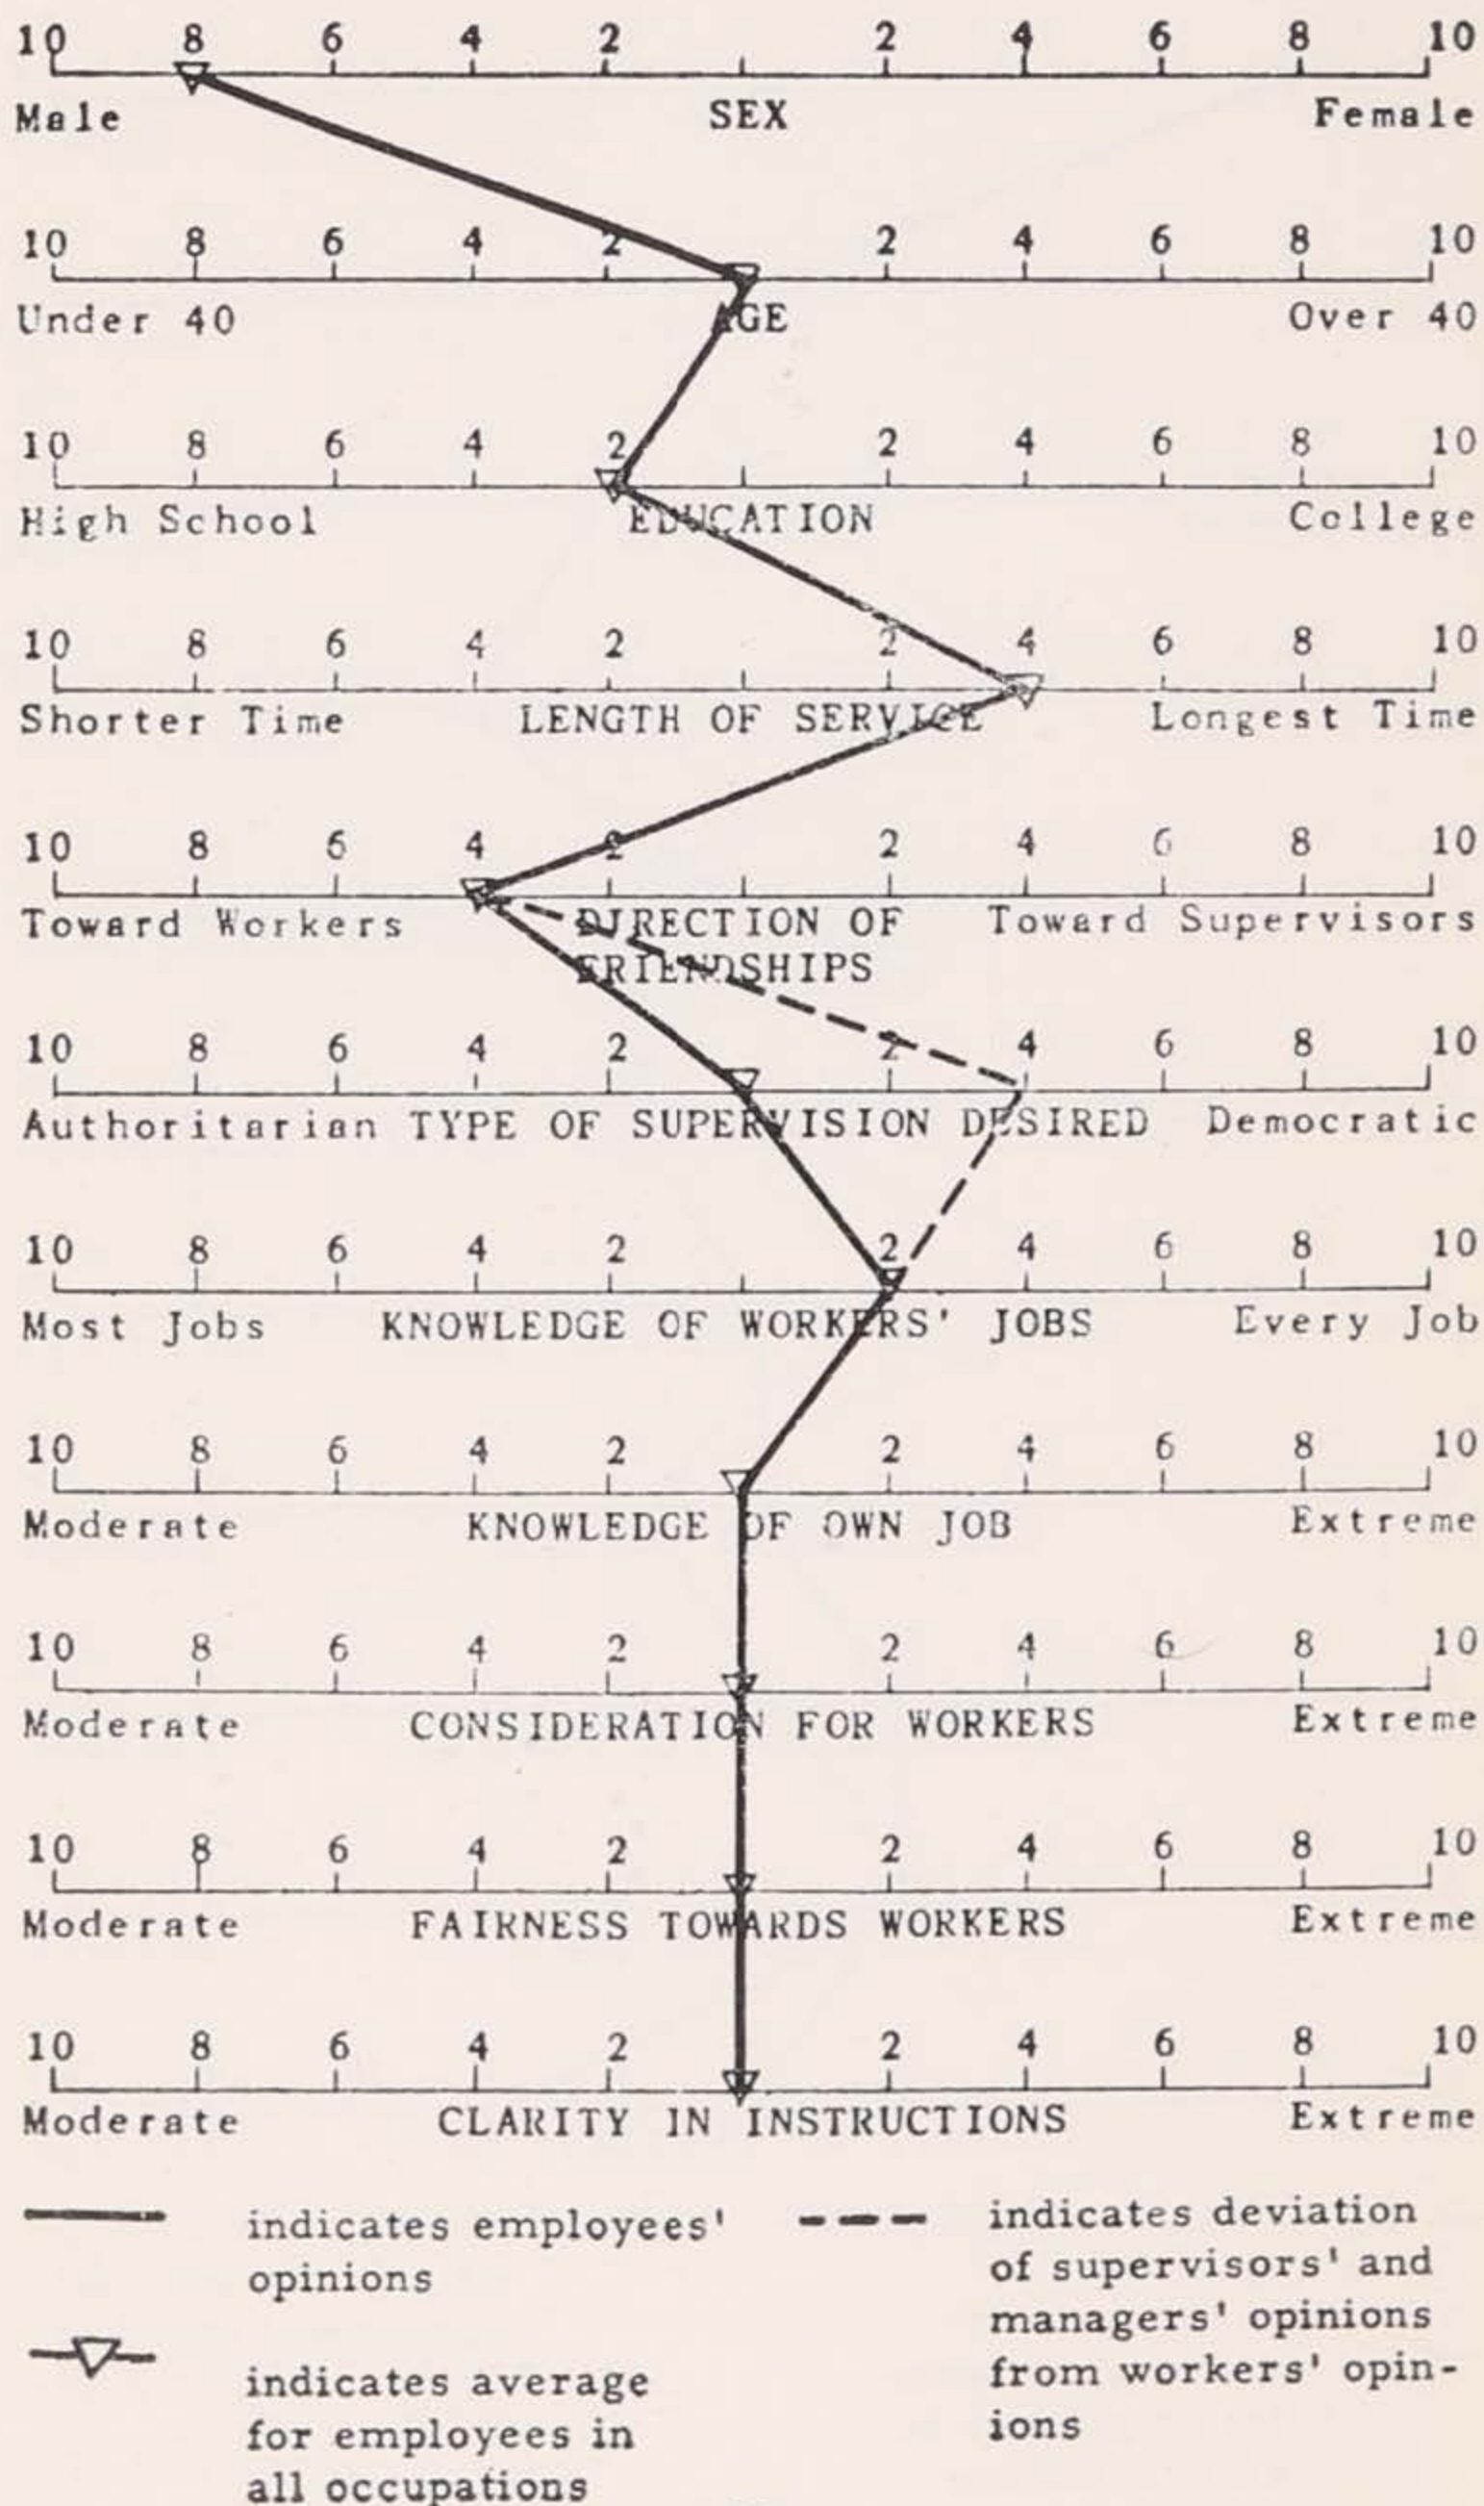 10 8 6 4 2 2 4 6 8 10
Male SEX Female
10 8 6 4 2 2 4 6 8 10
Under 40 AGE Over 40
10 8 6 4 2 2 4 6 8 10
High School EDUCATION College
10 8 6 4 2 2 4 6 8 10
Shorter Time LENGTH OF SERVICE Longest Time
10 8 6 4 2 2 4 6 8 10
Toward Workers DIRECTION OF Toward Supervisors
FRIENDSHIPS
10 8 6 4 2 2 4 6 8 10
Authoritarian TYPE OF SUPERVISION DESIRED Democratic
10 8 6 4 2 2 4 6 8 10
Most Jobs KNOWLEDGE OF WORKERS' JOBS Every Job
10 8 6 4 2 2 4 6 8 10
Moderate KNOWLEDGE OF OWN JOB Extreme
10 8 6 4 2 2 4 6 8 10
Moderate CONSIDERATION FOR WORKERS Extreme
10 8 6 4 2 2 4 6 8 10
Moderate FAIRNESS TOWARDS WORKERS Extreme
10 8 6 4 2 2 4 6 8 10
Moderate CLARITY IN INSTRUCTIONS Extreme
indicates employees'
opinions
indicates average
for employees in
all occupations
indicates deviation
of supervisors' and
managers' opinions
from workers' opin-
ions